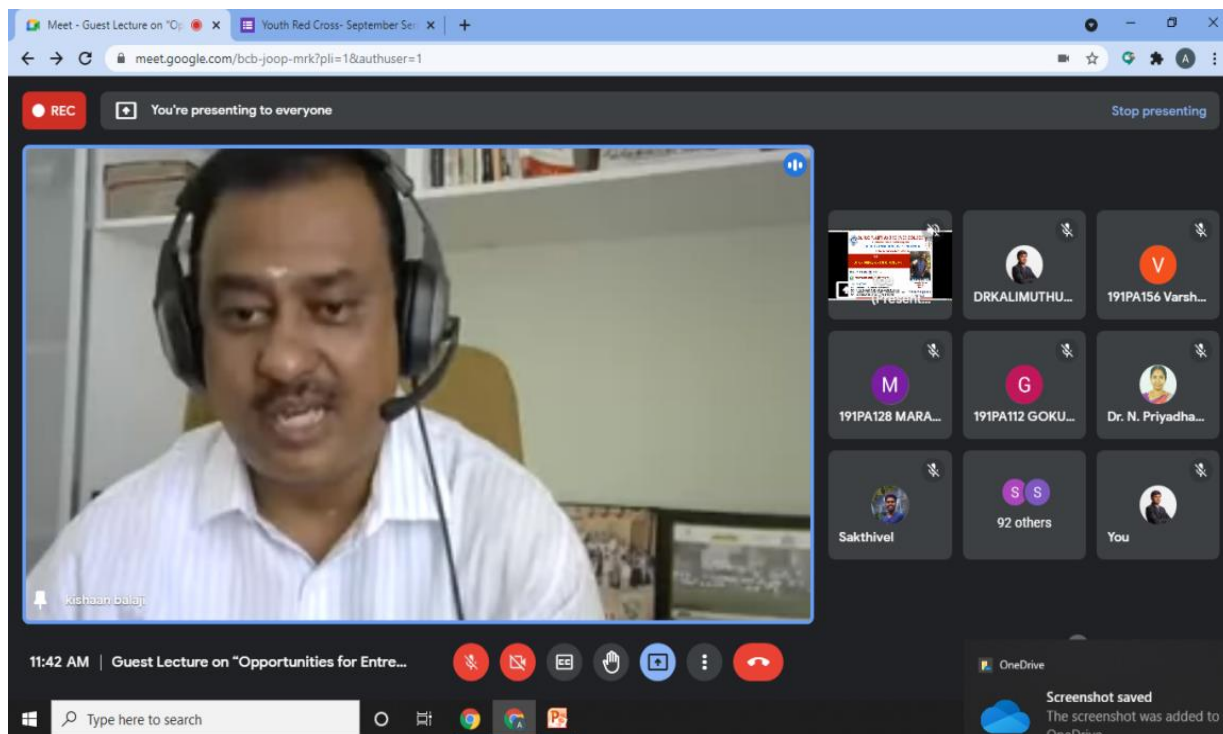 Meet - Guest Lecture on "Op
Youth Red Cross- September Ser
meet.google.com/bcb-joop-mrk?pli=1&authuser=1
A
REC
You're presenting to everyone
Stop presenting
DRKALIMUTHU...
V
191PA156 Varsh...
M
191PA128 MARA...
G
191PA112 GOKU...
Dr. N. Priyadha...
Sakthivel
S S
92 others
You
kishaan balaji
11:42 AM | Guest Lecture on “Opportunities for Entre...
OneDrive
Screenshot saved
The screenshot was added to
OneDrive
Type here to search